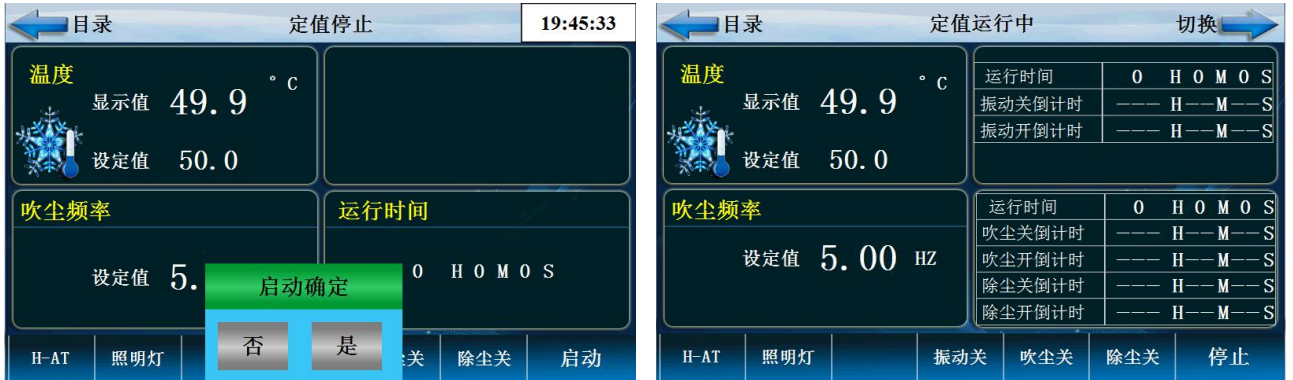 目录 定值停止 19:45:33
温度
°C
显示值 49.9
设定值 50.0
吹尘频率
设定值 5.
运行时间
0 H 0 M 0 S
启动确定
否 是
H-AT 照明灯 关 除尘关 启动
目录 定值运行中 切换
温度
°C
显示值 49.9
设定值 50.0
运行时间 0 H 0 M 0 S
振动关倒计时 --- H--M--S
振动开倒计时 --- H--M--S
吹尘频率
设定值 5.00 HZ
运行时间 0 H 0 M 0 S
吹尘关倒计时 --- H--M--S
吹尘开倒计时 --- H--M--S
除尘关倒计时 --- H--M--S
除尘开倒计时 --- H--M--S
H-AT 照明灯 振动关 吹尘关 除尘关 停止